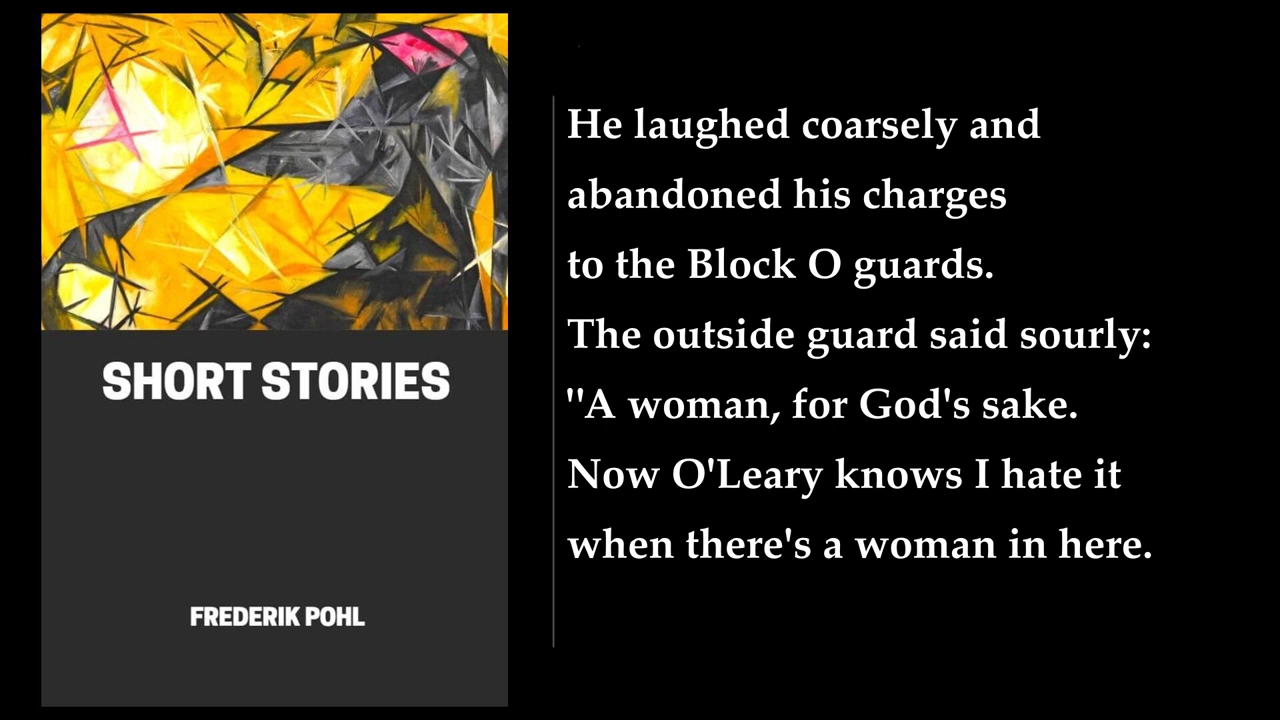 SHORT STORIES
FREDERIK POHL
He laughed coarsely and
abandoned his charges
to the Block O guards.
The outside guard said sourly:
"A woman, for God's sake.
Now O'Leary knows I hate it
when there's a woman in here.